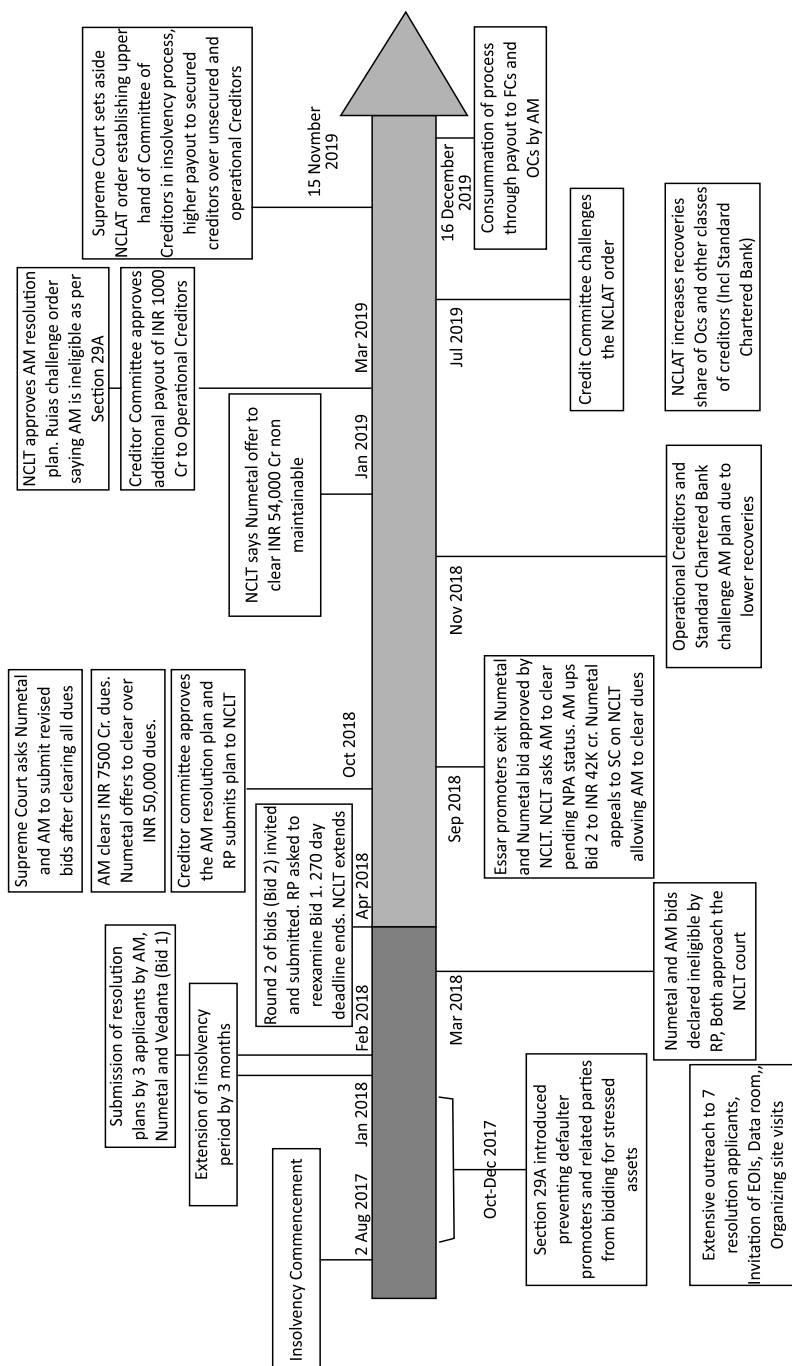 Insolvency Commencement
2 Aug 2017
Extension of insolvency
period by 3 months
Jan 2018
Submission of resolution
plans by 3 applicants by AM,
Numetal and Vedanta (Bid 1)
Feb 2018
Round 2 of bids (Bid 2) invited
and submitted. RP asked to
reexamine Bid 1. 270 day
deadline ends. NCLT extends
Apr 2018
Supreme Court asks Numetal
and AM to submit revised
bids after clearing all dues
AM clears INR 7500 Cr. dues.
Numetal offers to clear over
INR 50,000 dues.
Creditor committee approves
the AM resolution plan and
RP submits plan to NCLT
Oct 2018
NCLT says Numetal offer to
clear INR 54,000 Cr non
maintainable
Jan 2019
NCLT approves AM resolution
plan. Ruias challenge order
saying AM is ineligible as per
Section 29A
Creditor Committee approves
additional payout of INR 1000
Cr to Operational Creditors
Mar 2019
Supreme Court sets aside
NCLAT order establishing upper
hand of Committee of
Creditors in insolvency process,
higher payout to secured
creditors over unsecured and
operational Creditors
15 Novmber
2019
Oct-Dec 2017
Section 29A introduced
preventing defaulter
promoters and related parties
from bidding for stressed
assets
Extensive outreach to 7
resolution applicants,
Invitation of EOIs, Data room,,
Organizing site visits
Mar 2018
Numetal and AM bids
declared ineligible by
RP, Both approach the
NCLT court
Sep 2018
Essar promoters exit Numetal
and Numetal bid approved by
NCLT. NCLT asks AM to clear
pending NPA status. AM ups
Bid 2 to INR 42K cr. Numetal
appeals to SC on NCLT
allowing AM to clear dues
Nov 2018
Operational Creditors and
Standard Chartered Bank
challenge AM plan due to
lower recoveries
Jul 2019
Credit Committee challenges
the NCLAT order
NCLAT increases recoveries
share of Ocs and other classes
of creditors (Incl Standard
Chartered Bank)
16 December
2019
Consummation of process
through payout to FCs and
OCs by AM